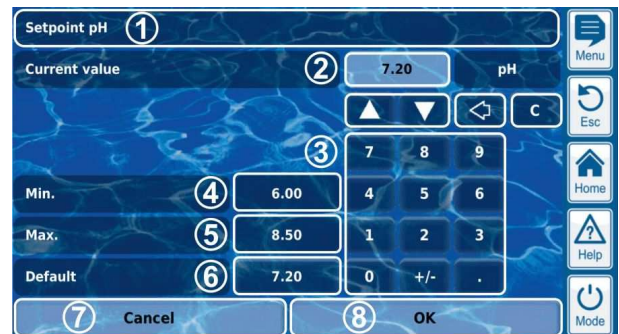 Setpoint pH 1
Menu
Current value 2 7.20 pH
C
Esc
3 7 8 9
Home
Min. 4 6.00 4 5 6
Max. 5 8.50 1 2 3
? Help
Default 6 7.20 0 +/- .
7 Cancel 8 OK
Mode